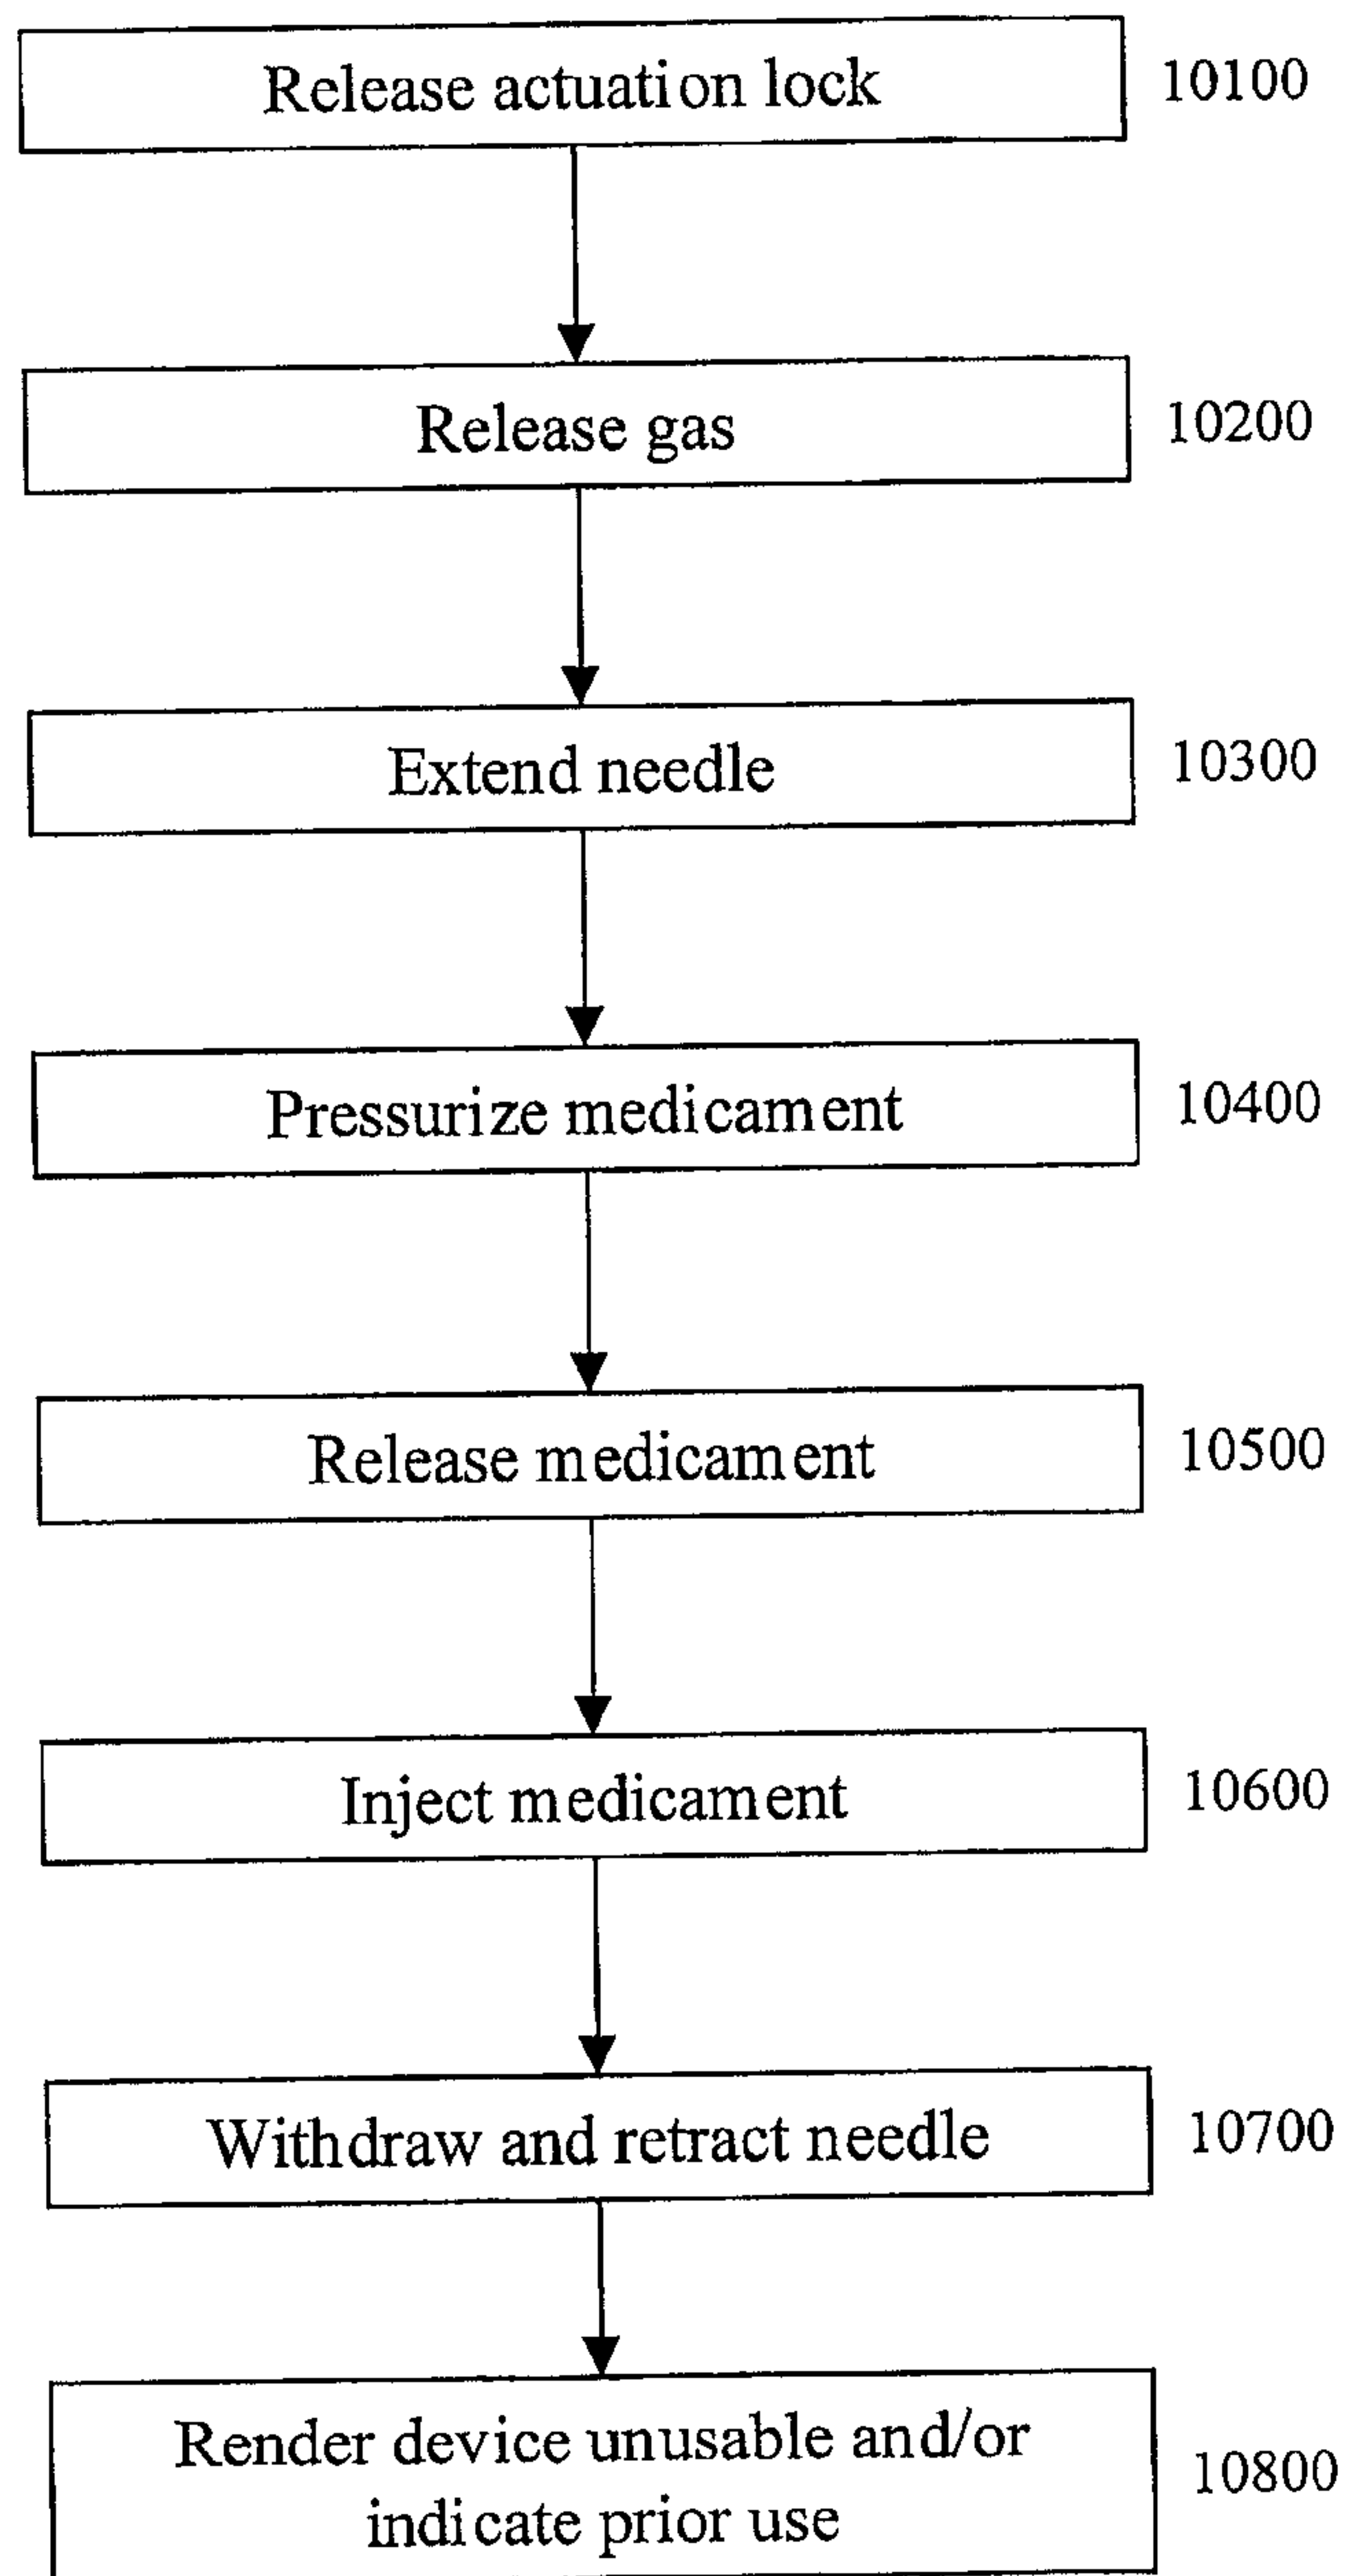 Release actuation lock 10100
Release gas 10200
Extend needle 10300
Pressurize medicament 10400
Release medicament 10500
Inject medicament 10600
Withdraw and retract needle 10700
Render device unusable and/or
indicate prior use
10800